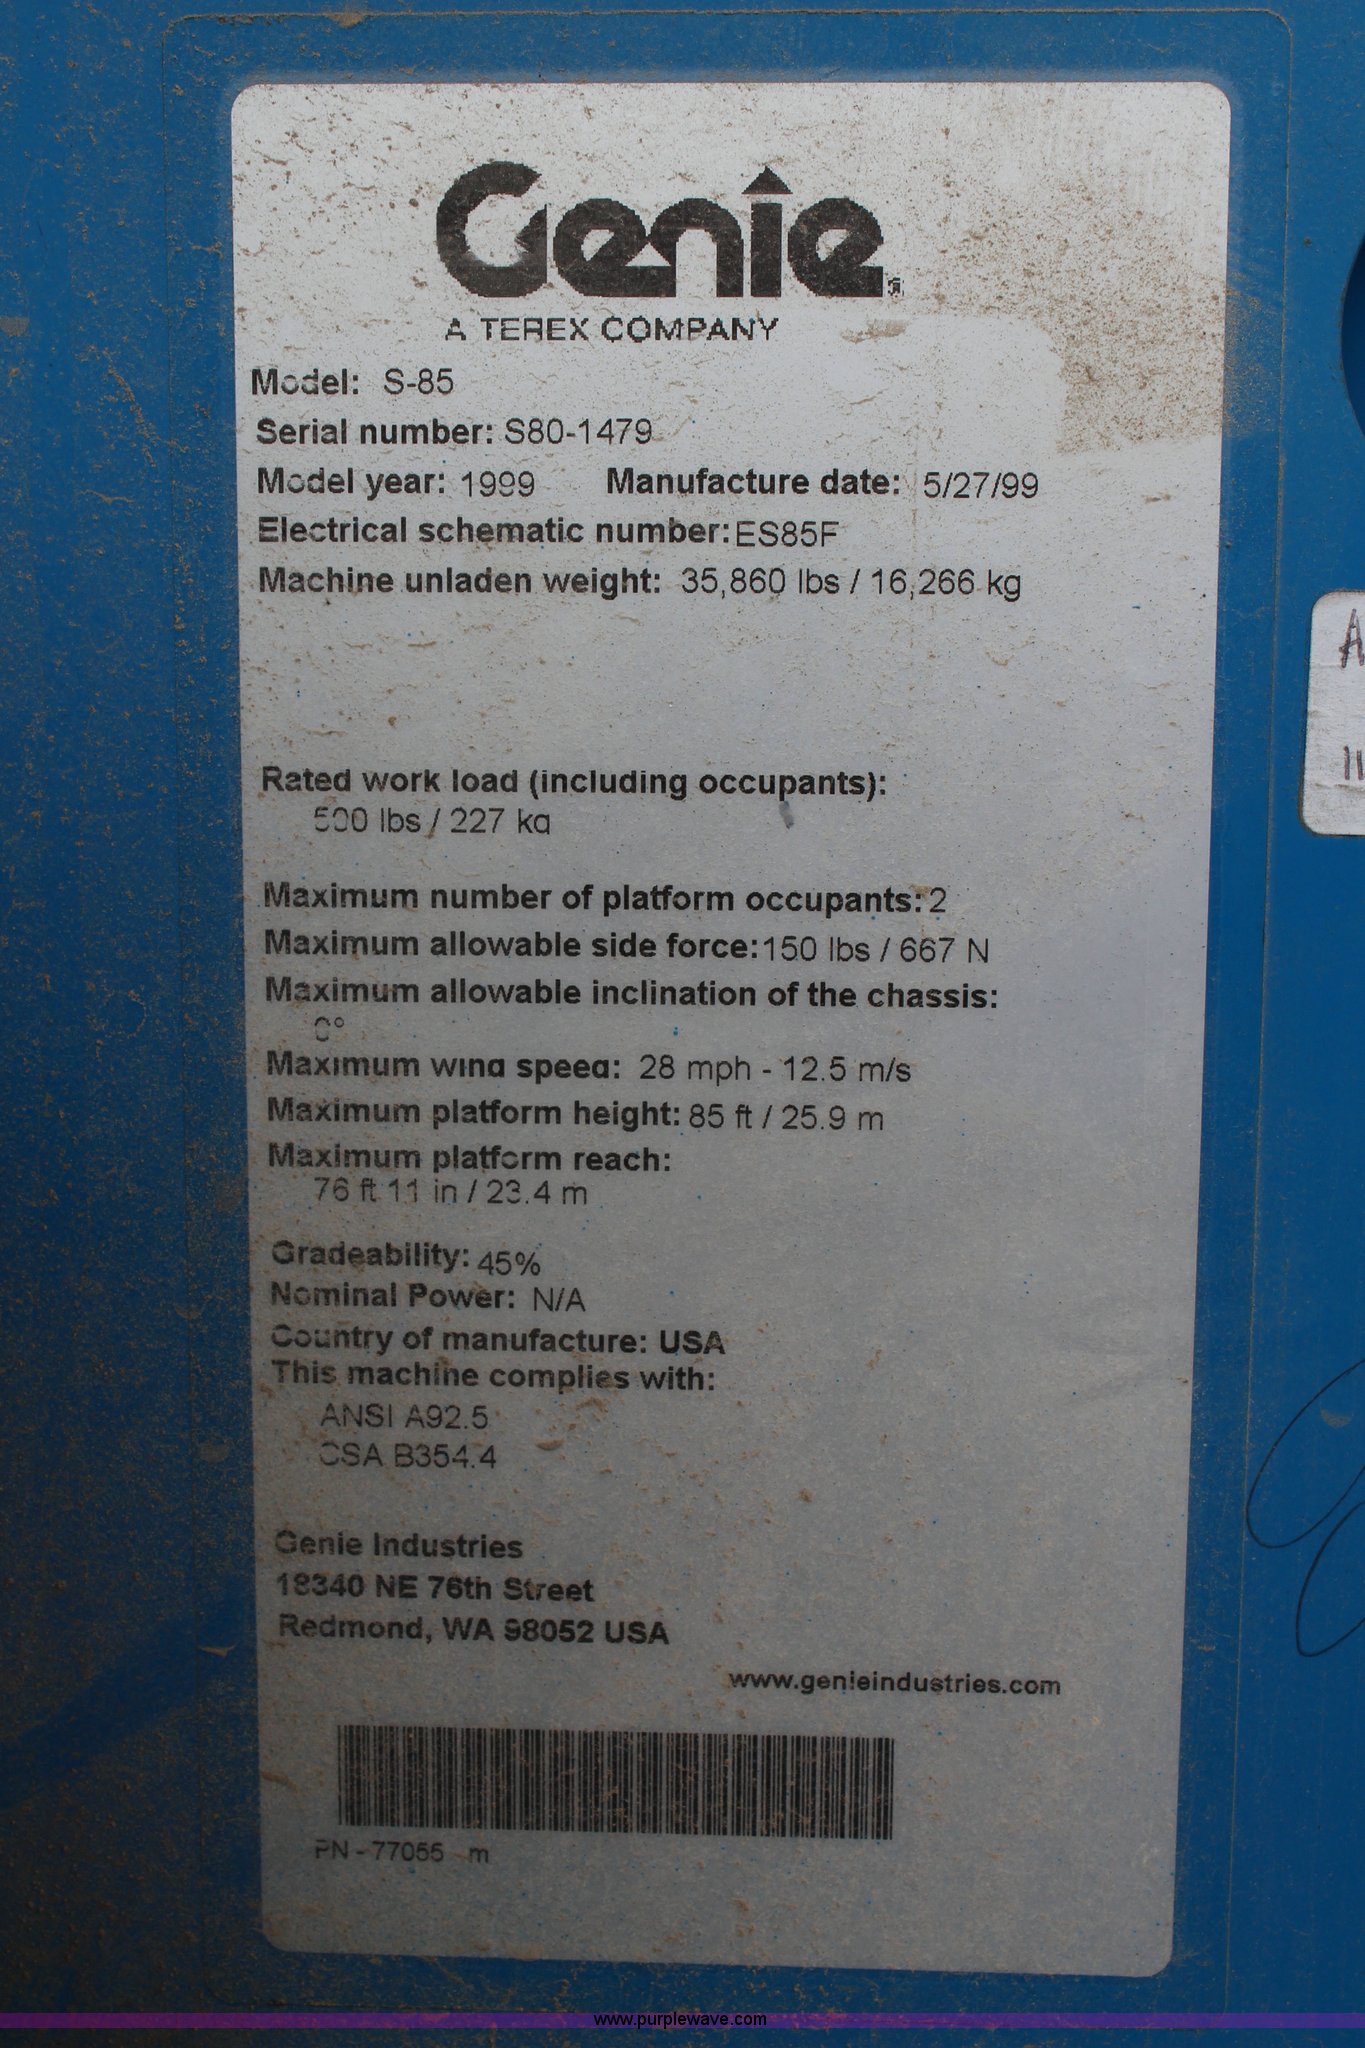 Genie
A TEREX COMPANY
Model: S-85
Serial number: S80-1479
Model year: 1999 Manufacture date: 5/27/99
Electrical schematic number: ES85F
Machine unladen weight: 35,860 lbs / 16,266 kg
A
11
Rated work load (including occupants):
500 lbs / 227 kg
Maximum number of platform occupants: 2
Maximum allowable side force: 150 lbs / 667 N
Maximum allowable inclination of the chassis:
0°
Maximum wind speed: 28 mph - 12.5 m/s
Maximum platform height: 85 ft / 25.9 m
Maximum platform reach:
76 ft 11 in / 23.4 m
Gradeability: 45%
Nominal Power: N/A
Country of manufacture: USA
This machine complies with:
ANSI A92.5
CSA B354.4
Genie Industries
18340 NE 76th Street
Redmond, WA 98052 USA
www.genieindustries.com
PN - 77055 m
www.purplewave.com